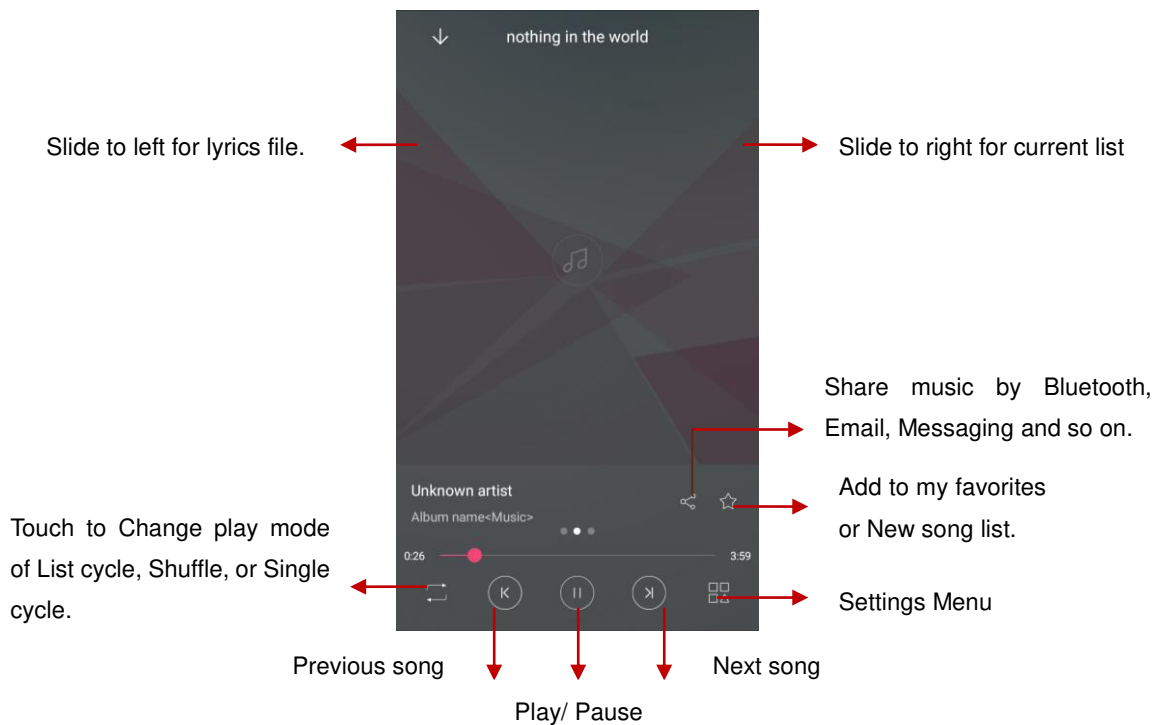 nothing in the world
Slide to left for lyrics file.
Slide to right for current list
Share music by Bluetooth,
Email, Messaging and so on.
Unknown artist
Album name<Music>
Add to my favorites
or New song list.
Touch to Change play mode
of List cycle, Shuffle, or Single
cycle.
0:26
3:59
Settings Menu
Previous song
Next song
Play/ Pause